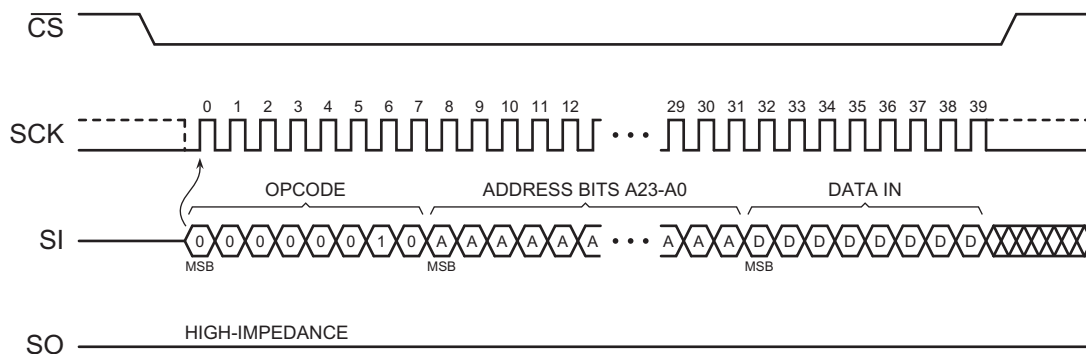 CS
0 1 2 3 4 5 6 7 8 9 10 11 12 29 30 31 32 33 34 35 36 37 38 39
SCK
OPCODE ADDRESS BITS A23-A0 DATA IN
SI 0 0 0 0 0 0 1 0 A A A A A A A A A D D D D D D D D
MSB MSB MSB
HIGH-IMPEDANCE
SO